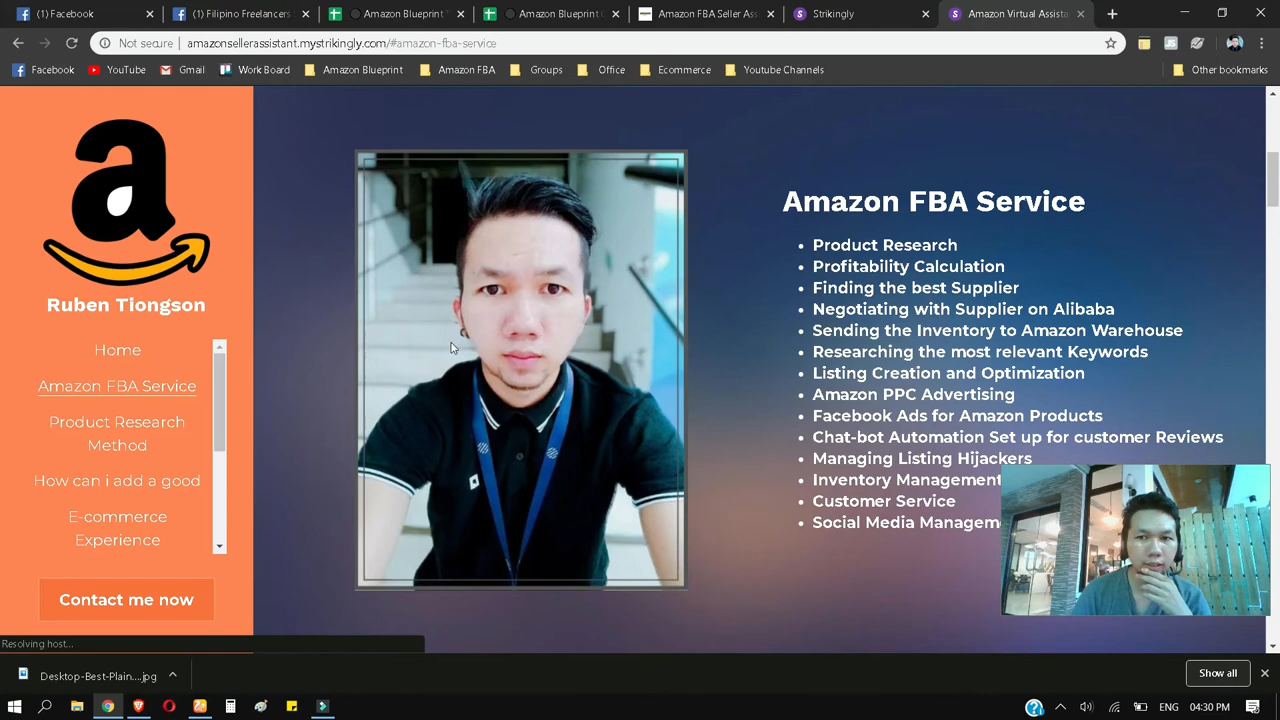 (1) Facebook
(1) Filipino Freelancers
Amazon Blueprint
Amazon Blueprint
Amazon FBA Seller Ass
Strikingly
Amazon Virtual Assista
Not secure
amazonsellerassistant.mystrikingly.com/#amazon-fba-service
Facebook
YouTube
Gmail
Work Board
Amazon Blueprint
Amazon FBA
Groups
Office
Ecommerce
Youtube Channels
Other bookmarks
a
Ruben Tiongson
Home
Amazon FBA Service
Product Research
Method
How can i add a good
E-commerce
Experience
Contact me now
Amazon FBA Service
• Product Research
• Profitability Calculation
• Finding the best Supplier
• Negotiating with Supplier on Alibaba
• Sending the Inventory to Amazon Warehouse
• Researching the most relevant Keywords
• Listing Creation and Optimization
• Amazon PPC Advertising
• Facebook Ads for Amazon Products
• Chat-bot Automation Set up for customer Reviews
• Managing Listing Hijackers
• Inventory Management
• Customer Service
• Social Media Managem
Resolving host...
Desktop-Best-Plain....jpg
Show all
ENG
04:30 PM